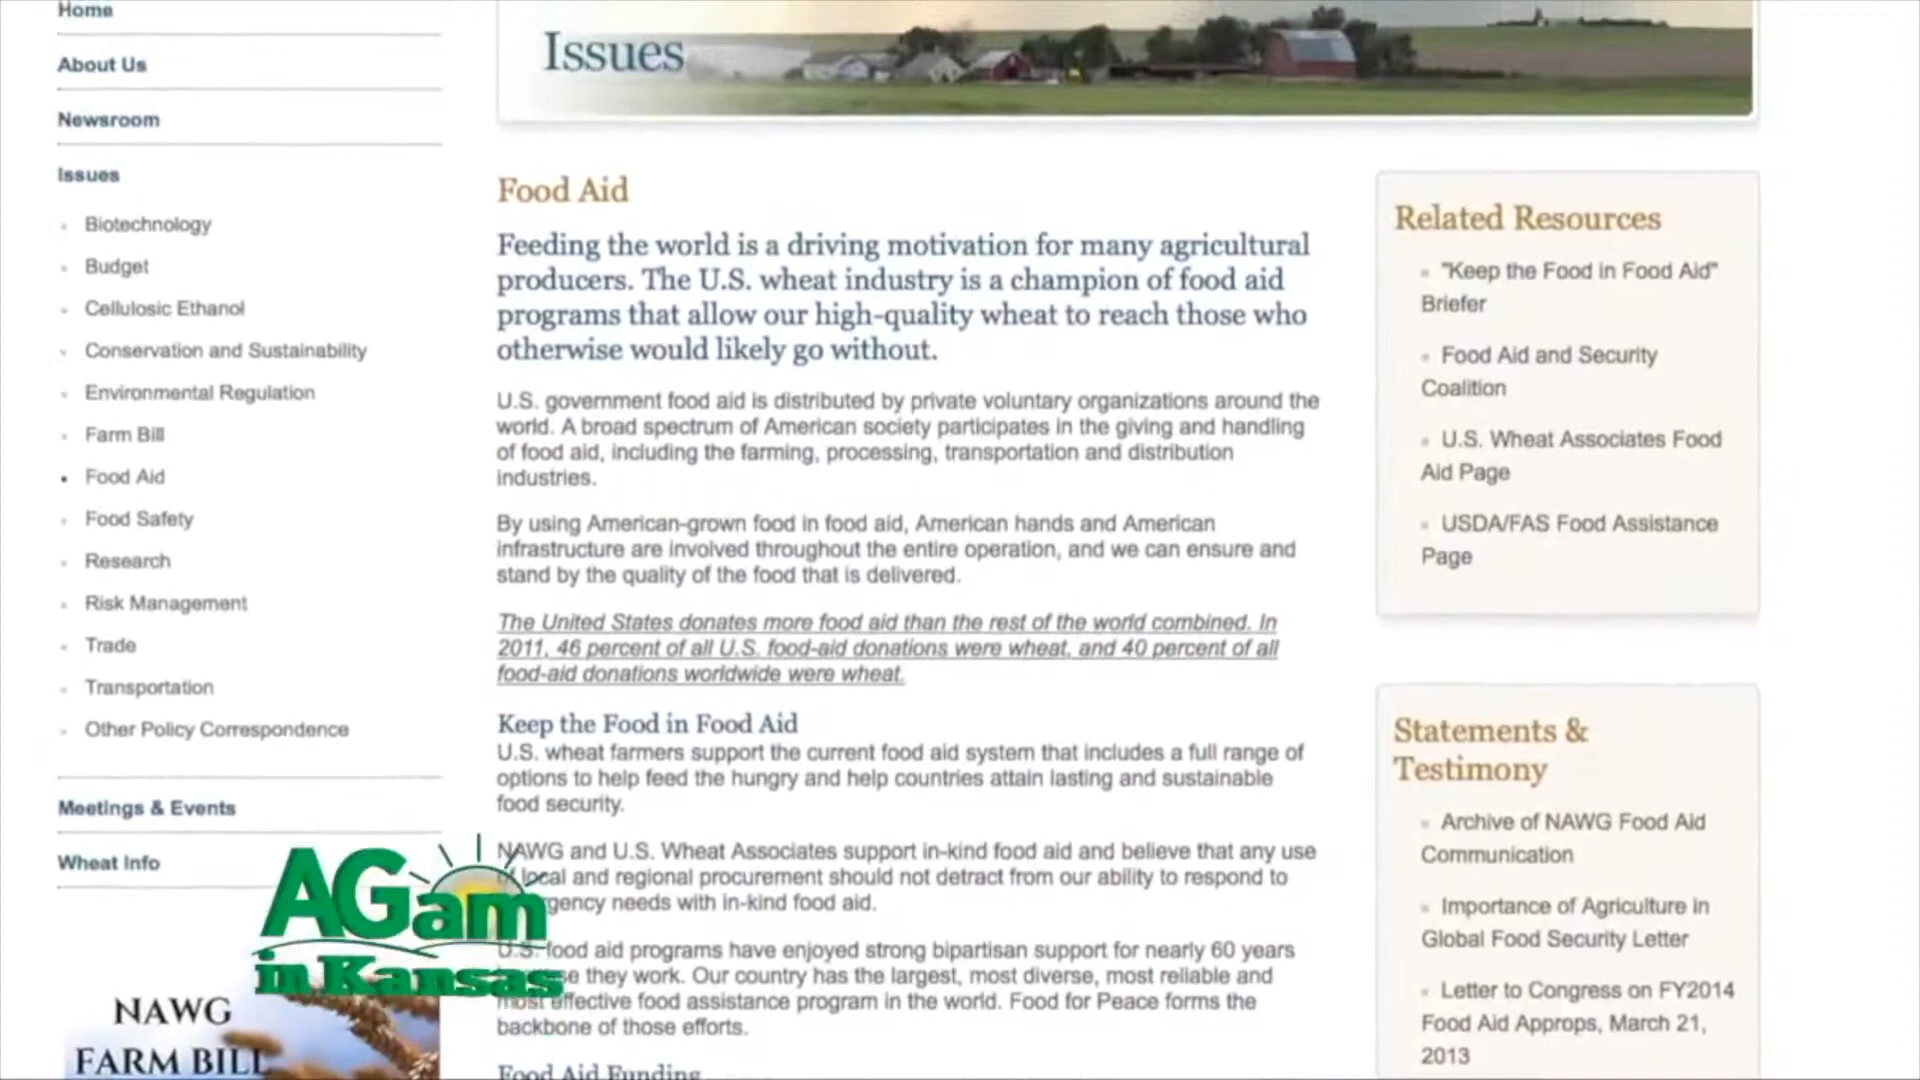 Home
About Us
Newsroom
Issues
Biotechnology
Budget
Cellulosic Ethanol
Conservation and Sustainability
Environmental Regulation
Farm Bill
Food Aid
Food Safety
Research
Risk Management
Trade
Transportation
Other Policy Correspondence
Meetings & Events
Wheat Info
AGam
in Kansas
NAWG
FARM BILL
Issues
Food Aid
Feeding the world is a driving motivation for many agricultural
producers. The U.S. wheat industry is a champion of food aid
programs that allow our high-quality wheat to reach those who
otherwise would likely go without.
U.S. government food aid is distributed by private voluntary organizations around the
world. A broad spectrum of American society participates in the giving and handling
of food aid, including the farming, processing, transportation and distribution
industries.
By using American-grown food in food aid, American hands and American
infrastructure are involved throughout the entire operation, and we can ensure and
stand by the quality of the food that is delivered.
The United States donates more food aid than the rest of the world combined. In
2011, 46 percent of all U.S. food-aid donations were wheat, and 40 percent of all
food-aid donations worldwide were wheat.
Keep the Food in Food Aid
U.S. wheat farmers support the current food aid system that includes a full range of
options to help feed the hungry and help countries attain lasting and sustainable
food security.
NAWG and U.S. Wheat Associates support in-kind food aid and believe that any use
of local and regional procurement should not detract from our ability to respond to
gency needs with in-kind food aid.
U.S. food aid programs have enjoyed strong bipartisan support for nearly 60 years
se they work. Our country has the largest, most diverse, most reliable and
most effective food assistance program in the world. Food for Peace forms the
backbone of those efforts.
Food Aid Funding
Related Resources
"Keep the Food in Food Aid"
Briefer
Food Aid and Security
Coalition
U.S. Wheat Associates Food
Aid Page
USDA/FAS Food Assistance
Page
Statements &
Testimony
Archive of NAWG Food Aid
Communication
Importance of Agriculture in
Global Food Security Letter
Letter to Congress on FY2014
Food Aid Approps, March 21,
2013